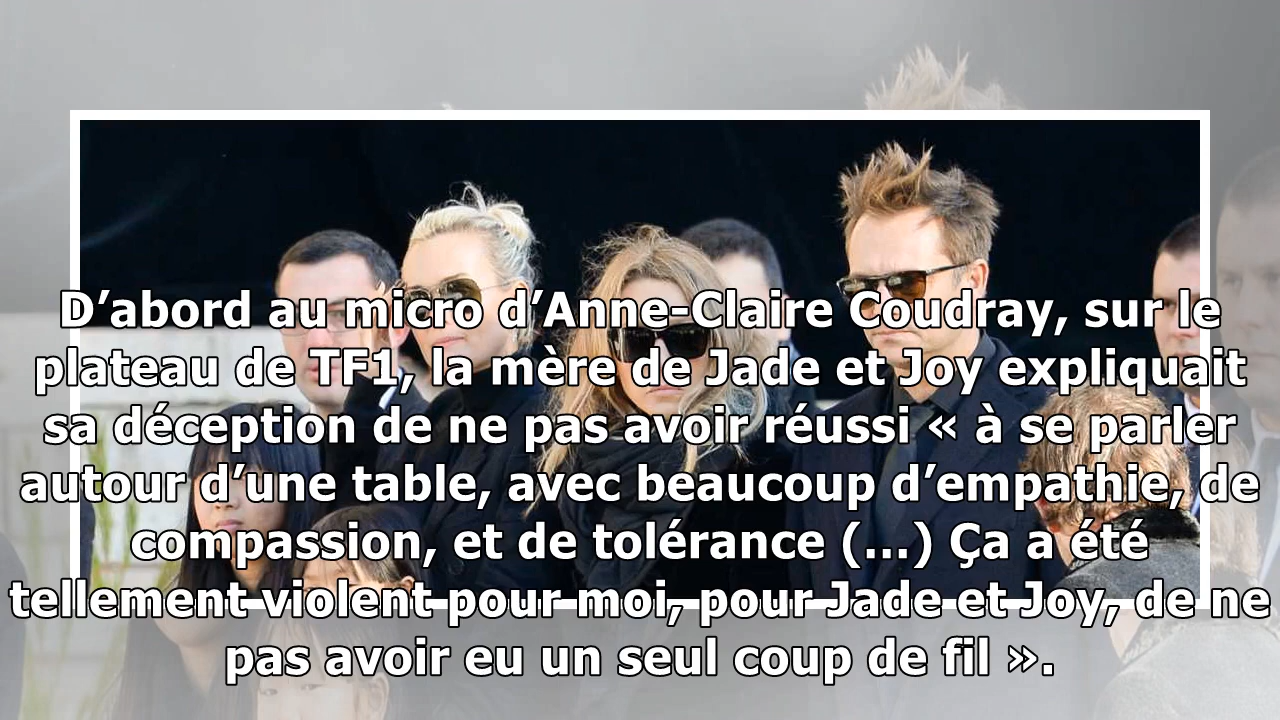 D’abord au micro d’Anne-Claire Coudray, sur le
plateau de TF1, la mère de Jade et Joy expliquait
sa déception de ne pas avoir réussi « à se parler
autour d’une table, avec beaucoup d’empathie, de
compassion, et de tolérance (...) Ça a été
tellement violent pour moi, pour Jade et Joy, de ne
pas avoir eu un seul coup de fil ».